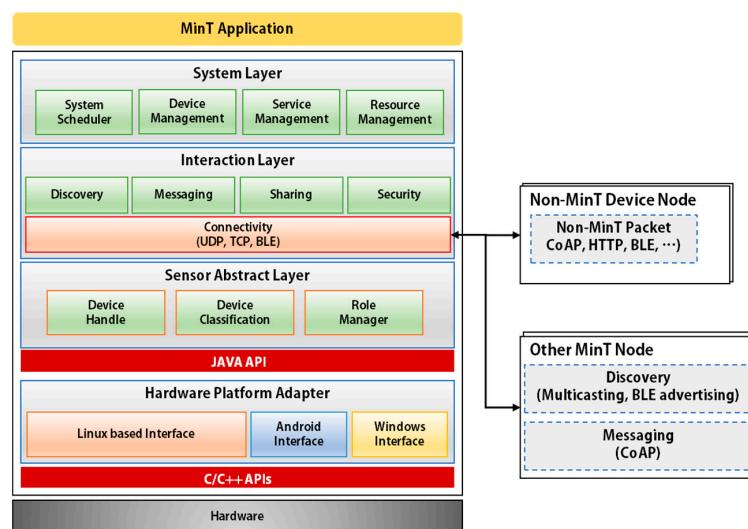 MinT Application
System Layer
System
Scheduler
Device
Management
Service
Management
Resource
Management
Interaction Layer
Discovery
Messaging
Sharing
Security
Connectivity
(UDP, TCP, BLE)
Sensor Abstract Layer
Device
Handle
Device
Classification
Role
Manager
JAVA API
Hardware Platform Adapter
Linux based Interface
Android
Interface
Windows
Interface
C/C++ APIs
Hardware
Non-MinT Device Node
Non-MinT Packet
CoAP, HTTP, BLE, ···)
Other MinT Node
Discovery
(Multicasting, BLE advertising)
Messaging
(CoAP)